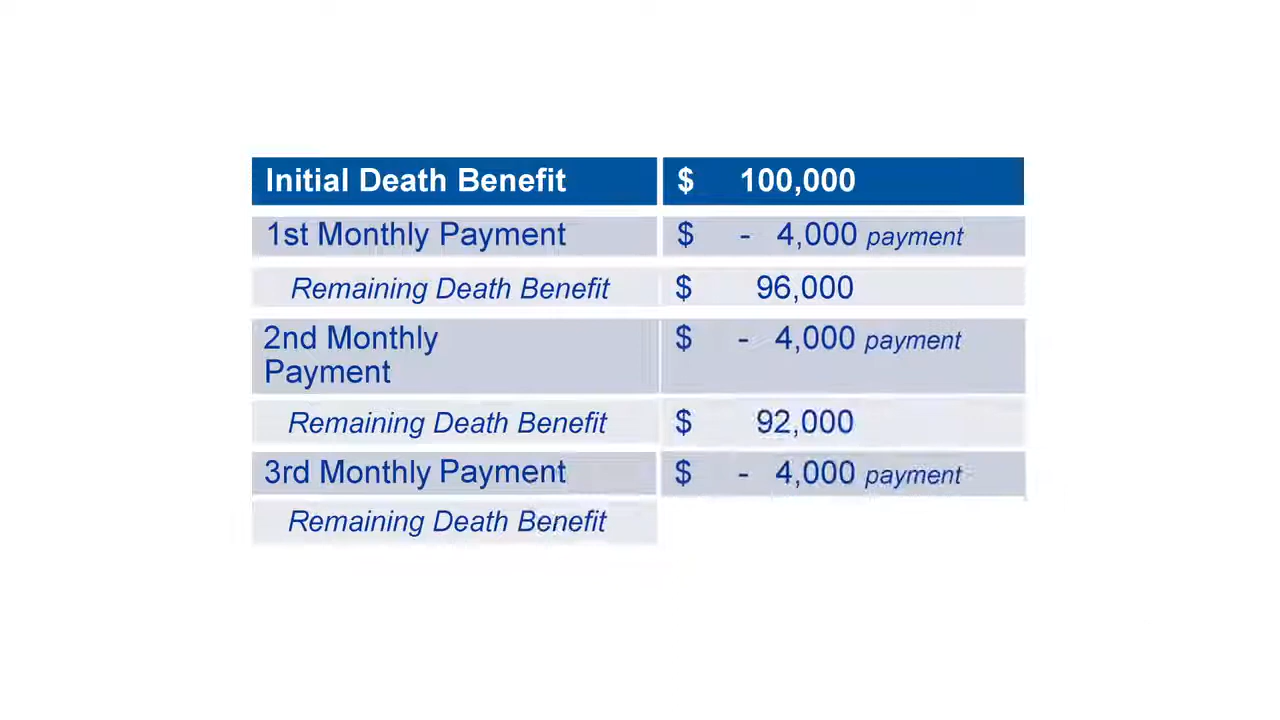 Initial Death Benefit $ 100,000
1st Monthly Payment $ - 4,000 payment
Remaining Death Benefit $ 96,000
2nd Monthly $ - 4,000 payment
Payment
Remaining Death Benefit $ 92,000
3rd Monthly Payment $ - 4,000 payment
Remaining Death Benefit